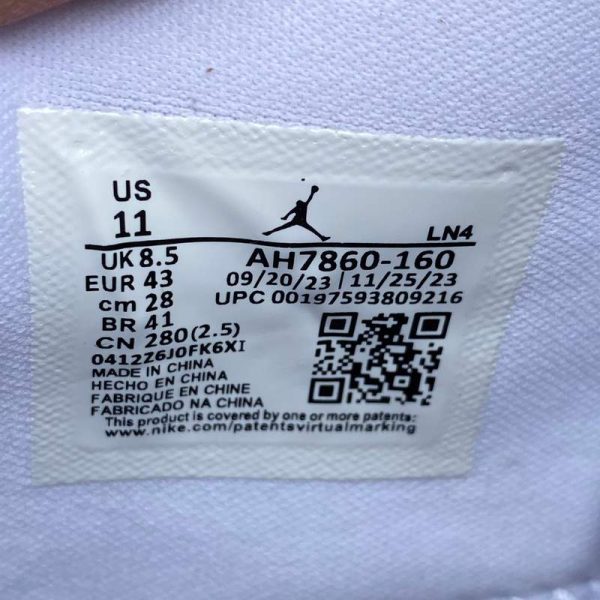 US
11
LN4
UK 8.5
EUR 43
cm 28
BR 41
CN 280(2.5)
AH7860-160
09/20/23 | 11/25/23
UPC 00197593809216
0412Z6J0FK6XI
MADE IN CHINA
HECHO EN CHINA
FABRIQUE EN CHINE
FABRICADO NA CHINA
This product is covered by one or more patents:
www.nike.com/patentsvirtualmarking